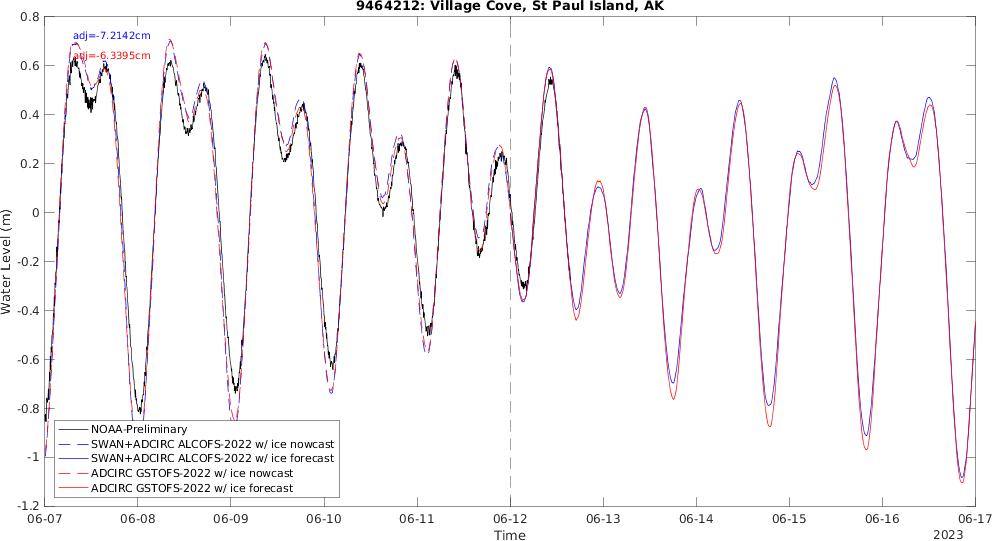 9464212: Village Cove, St Paul Island, AK
0.8
adj=-7.2142cm
adj=-6.3395cm
0.6
0.4
0.2
0
-0.2
-0.4
-0.6
-0.8
-1
-1.2
Water Level (m)
NOAA-Preliminary
SWAN+ADCIRC ALCOFS-2022 w/ ice nowcast
SWAN+ADCIRC ALCOFS-2022 w/ ice forecast
ADCIRC GSTOFS-2022 w/ ice nowcast
ADCIRC GSTOFS-2022 w/ ice forecast
06-07 06-08 06-09 06-10 06-11 06-12 06-13 06-14 06-15 06-16 06-17
Time
2023